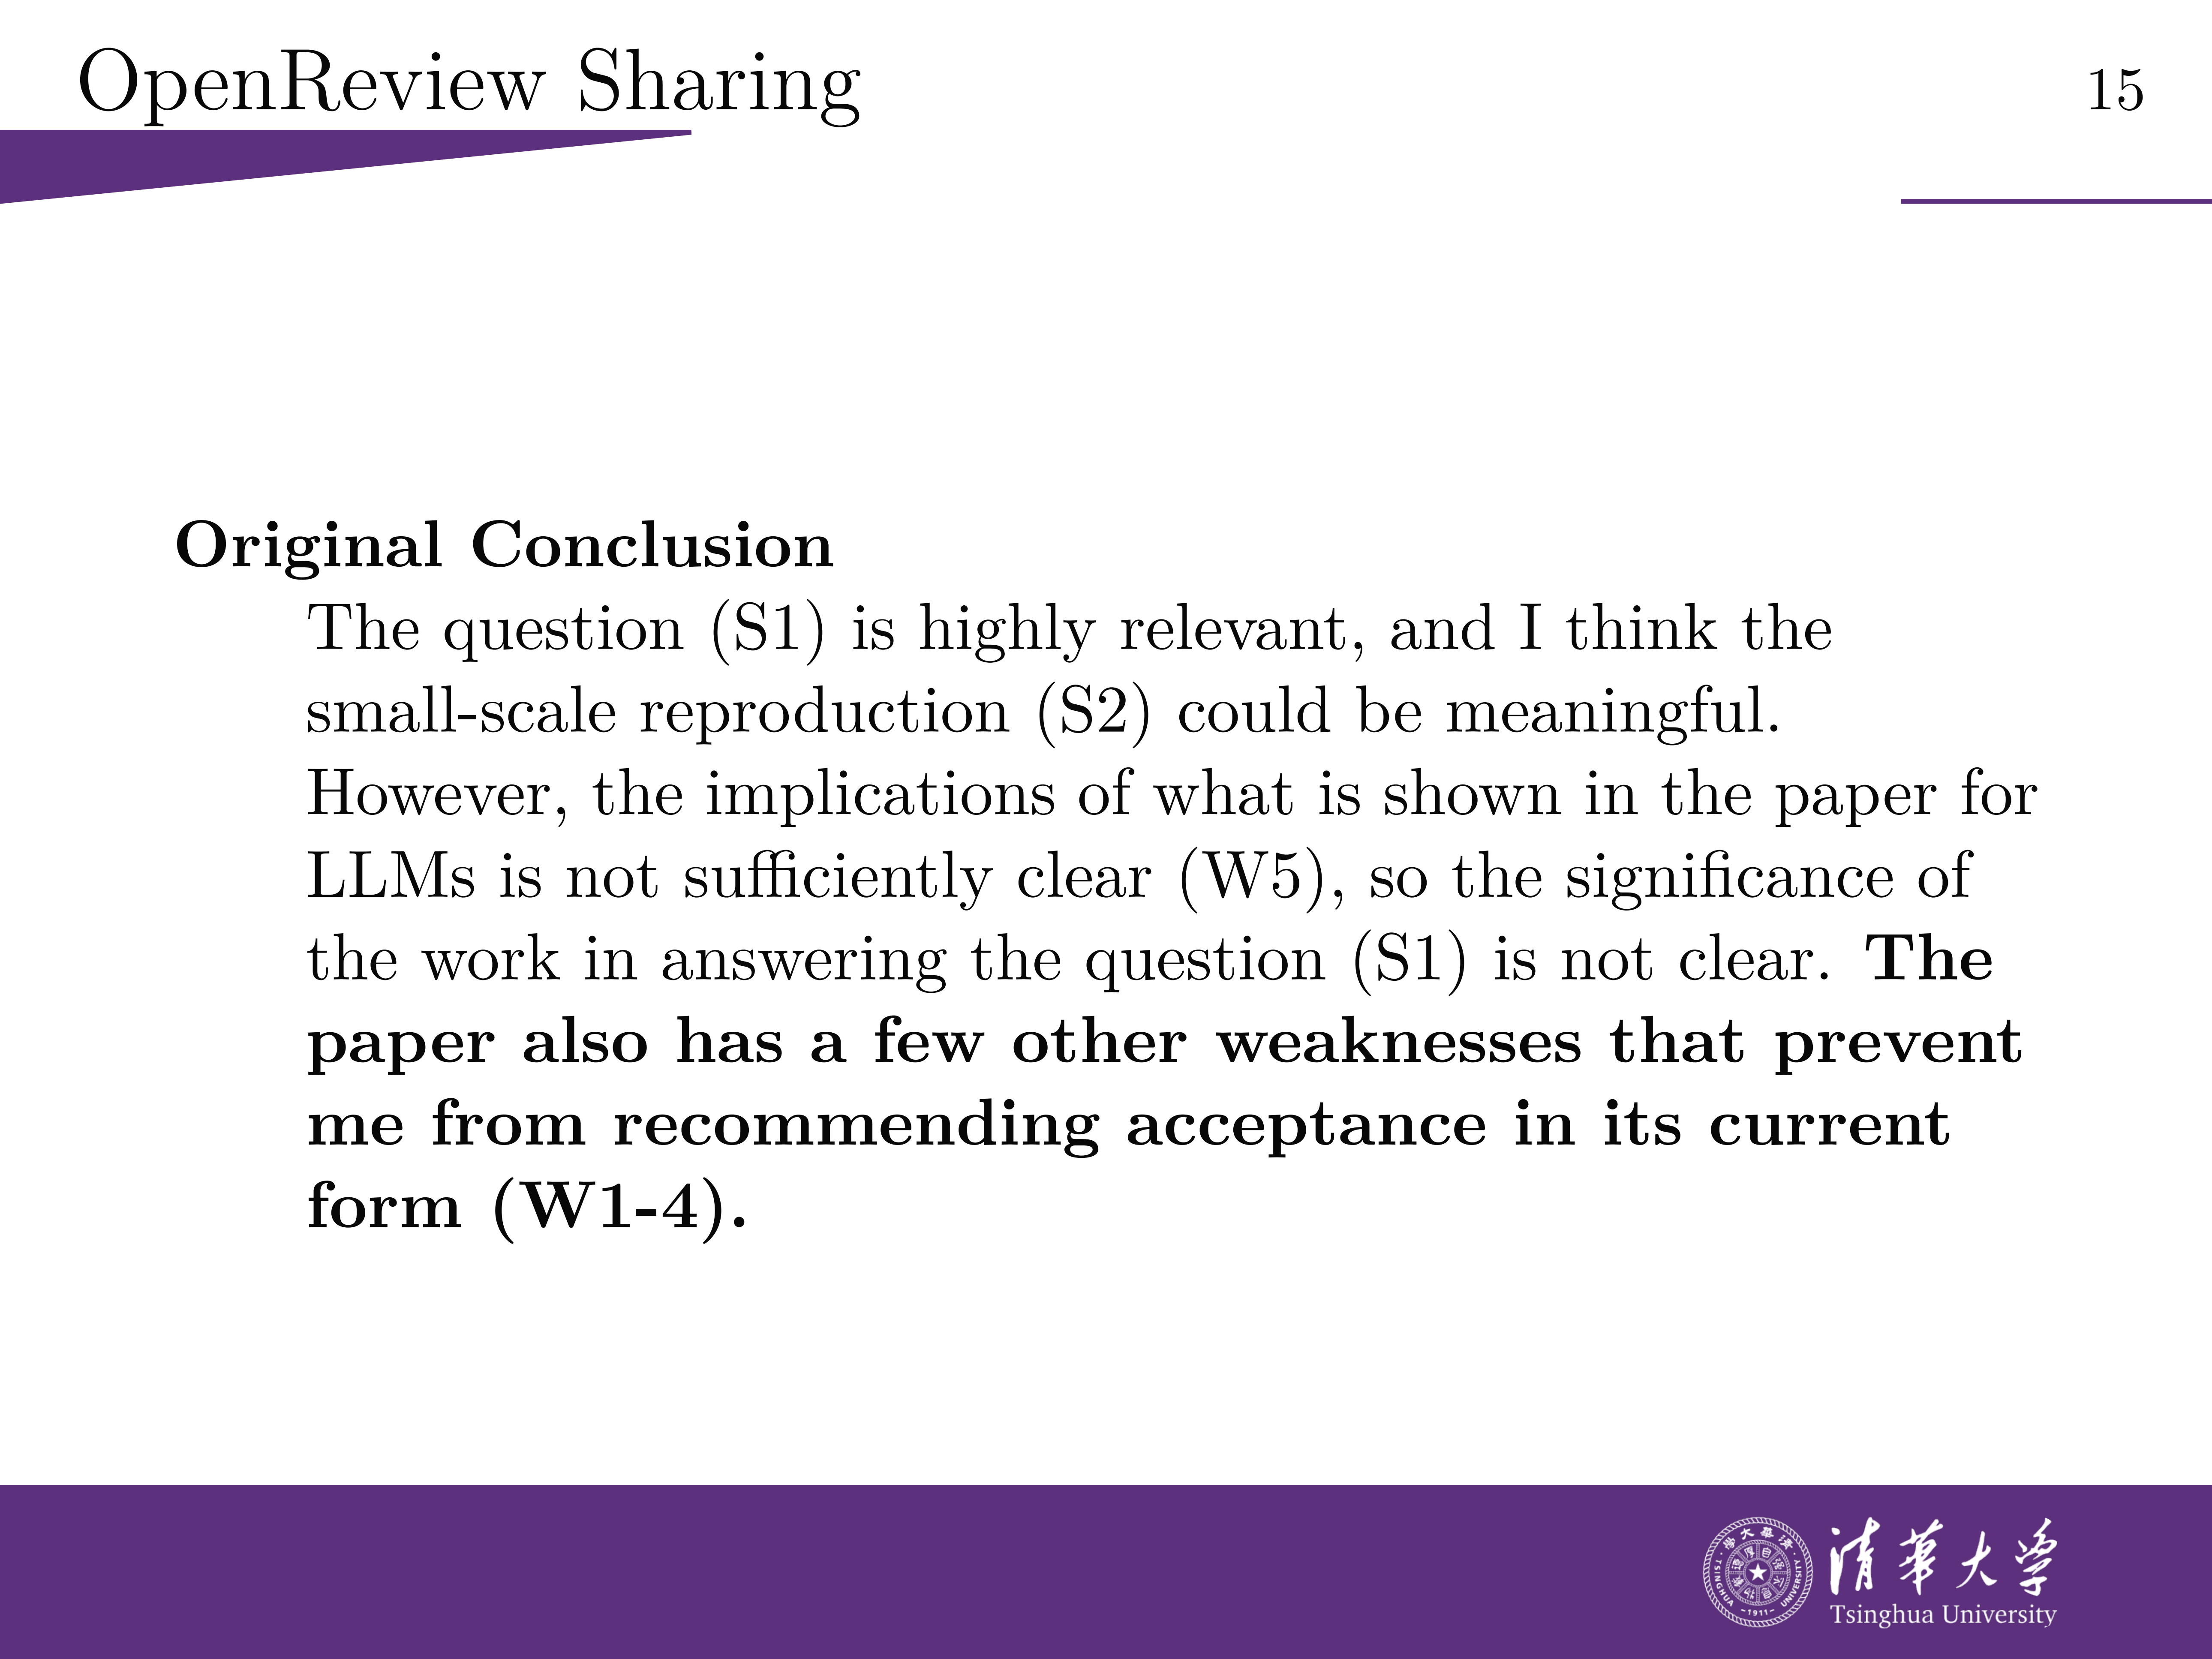 OpenReview Sharing
15
Original Conclusion
The question (S1) is highly relevant, and I think the
small-scale reproduction (S2) could be meaningful.
However, the implications of what is shown in the paper for
LLMs is not sufficiently clear (W5), so the significance of
the work in answering the question (S1) is not clear. The
paper also has a few other weaknesses that prevent
me from recommending acceptance in its current
form (W1-4).
清華大学
Tsinghua University
TSINGHUA UNIVERSITY
-1911-